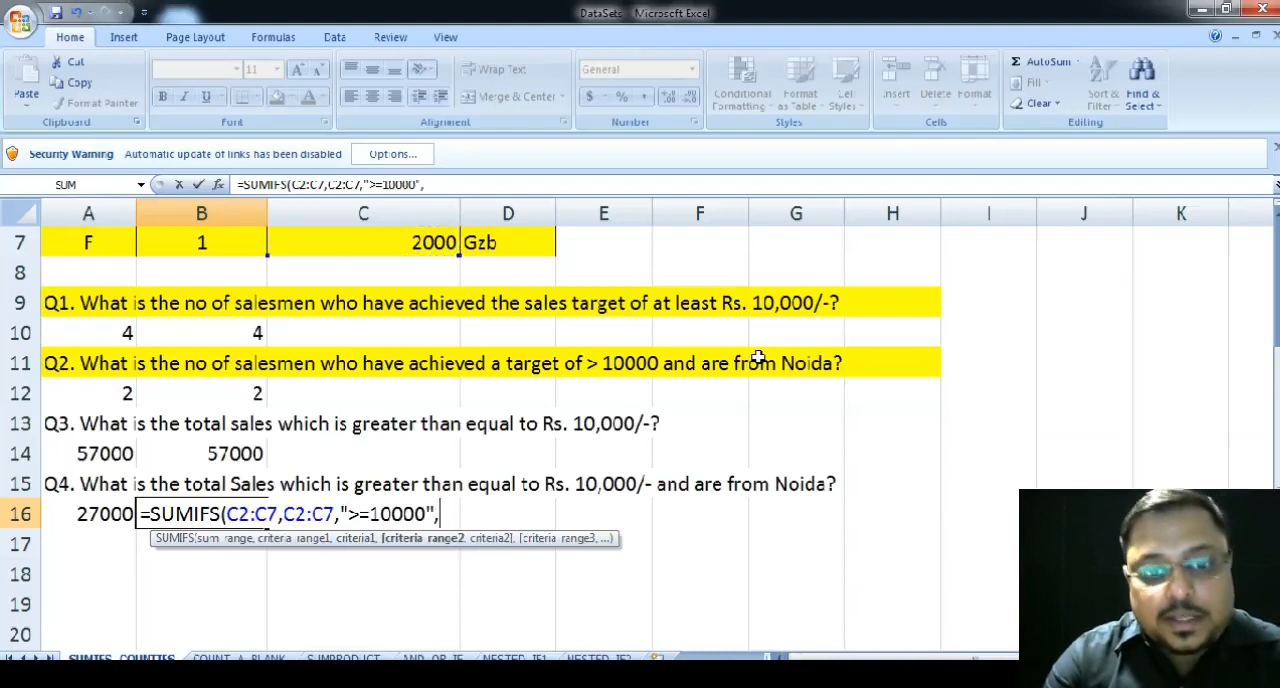 DataSets - Microsoft Excel
Home Insert Page Layout Formulas Data Review View
Paste
Cut
Copy
Format Painter
Clipboard
11 A A
B I U A
Font
Wrap Text
Merge & Center
Alignment
General
$ % ,
Number
Conditional Formatting
Format as Table
Cell Styles
Styles
Insert Delete Format
Cells
Σ AutoSum
Fill
Clear
Sort & Filter
Find & Select
Editing
Security Warning Automatic update of links has been disabled Options...
SUM fx =SUMIFS(C2:C7,C2:C7,">=10000",
A B C D E F G H I J K
7 F 1 2000 Gzb
8
9 Q1. What is the no of salesmen who have achieved the sales target of at least Rs. 10,000/-?
10 4 4
11 Q2. What is the no of salesmen who have achieved a target of > 10000 and are from Noida?
12 2 2
13 Q3. What is the total sales which is greater than equal to Rs. 10,000/-?
14 57000 57000
15 Q4. What is the total Sales which is greater than equal to Rs. 10,000/- and are from Noida?
16 27000 =SUMIFS(C2:C7,C2:C7,">=10000",
17 SUMIFS(sum_range, criteria_range1, criteria1, [criteria_range2, criteria2], [criteria_range3, ...)
18
19
20
SUMIFS_COUNTIFS COUNT_A_BLANK SUMPRODUCT AND_OR_IF NESTED_IF1 NESTED_IF2